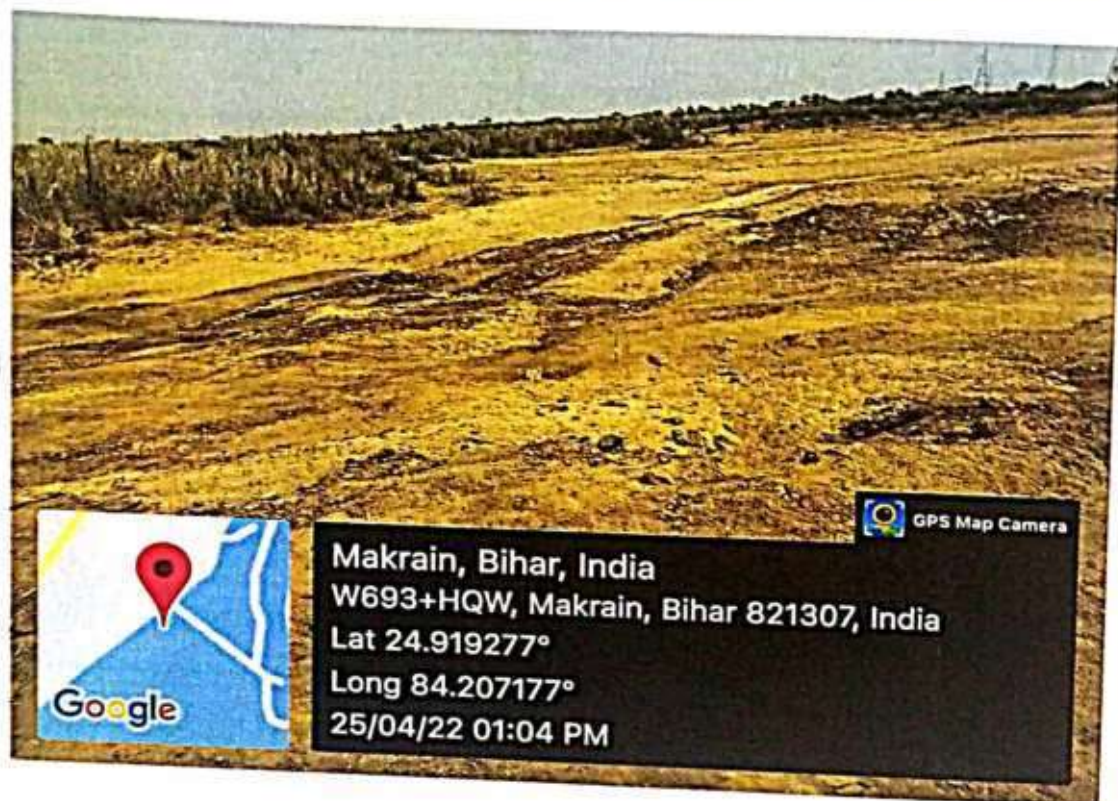 GPS Map Camera
Makrain, Bihar, India
W693+HQW, Makrain, Bihar 821307, India
Lat 24.919277°
Long 84.207177°
25/04/22 01:04 PM
Google